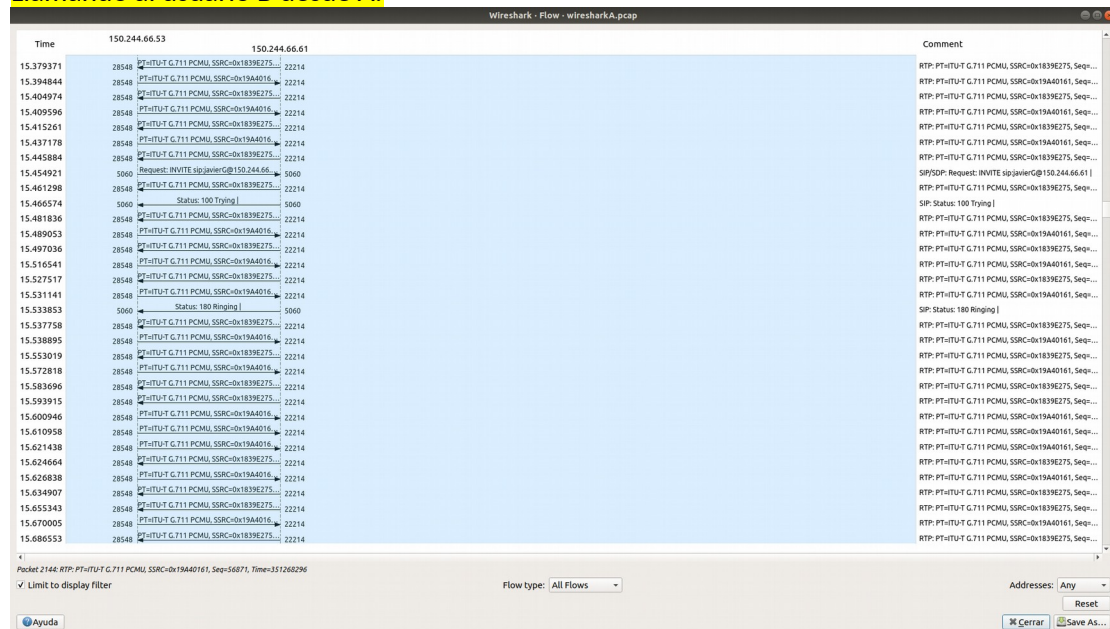 Llamando al usuario B desde A:
Wireshark · Flow · wiresharkA.pcap
Time 150.244.66.53 150.244.66.61 Comment
15.379371 28548 PT=ITU-T G.711 PCMU, SSRC=0x1839E275... 22214 RTP: PT=ITU-T G.711 PCMU, SSRC=0x1839E275, Seq=...
15.394844 28548 PT=ITU-T G.711 PCMU, SSRC=0x19A4016... 22214 RTP: PT=ITU-T G.711 PCMU, SSRC=0x19A40161, Seq=...
15.404974 28548 PT=ITU-T G.711 PCMU, SSRC=0x1839E275... 22214 RTP: PT=ITU-T G.711 PCMU, SSRC=0x1839E275, Seq=...
15.409596 28548 PT=ITU-T G.711 PCMU, SSRC=0x19A4016... 22214 RTP: PT=ITU-T G.711 PCMU, SSRC=0x19A40161, Seq=...
15.415261 28548 PT=ITU-T G.711 PCMU, SSRC=0x1839E275... 22214 RTP: PT=ITU-T G.711 PCMU, SSRC=0x1839E275, Seq=...
15.437178 28548 PT=ITU-T G.711 PCMU, SSRC=0x19A4016... 22214 RTP: PT=ITU-T G.711 PCMU, SSRC=0x19A40161, Seq=...
15.445884 28548 PT=ITU-T G.711 PCMU, SSRC=0x1839E275... 22214 RTP: PT=ITU-T G.711 PCMU, SSRC=0x1839E275, Seq=...
15.454921 5060 Request: INVITE sip:javierG@150.244.66... 5060 SIP/SDP: Request: INVITE sip:javierG@150.244.66.61 |
15.461298 28548 PT=ITU-T G.711 PCMU, SSRC=0x1839E275... 22214 RTP: PT=ITU-T G.711 PCMU, SSRC=0x1839E275, Seq=...
15.466574 5060 Status: 100 Trying | 5060 SIP: Status: 100 Trying |
15.481836 28548 PT=ITU-T G.711 PCMU, SSRC=0x1839E275... 22214 RTP: PT=ITU-T G.711 PCMU, SSRC=0x1839E275, Seq=...
15.489053 28548 PT=ITU-T G.711 PCMU, SSRC=0x19A4016... 22214 RTP: PT=ITU-T G.711 PCMU, SSRC=0x19A40161, Seq=...
15.497036 28548 PT=ITU-T G.711 PCMU, SSRC=0x1839E275... 22214 RTP: PT=ITU-T G.711 PCMU, SSRC=0x1839E275, Seq=...
15.516541 28548 PT=ITU-T G.711 PCMU, SSRC=0x19A4016... 22214 RTP: PT=ITU-T G.711 PCMU, SSRC=0x19A40161, Seq=...
15.527517 28548 PT=ITU-T G.711 PCMU, SSRC=0x1839E275... 22214 RTP: PT=ITU-T G.711 PCMU, SSRC=0x1839E275, Seq=...
15.531141 28548 PT=ITU-T G.711 PCMU, SSRC=0x19A4016... 22214 RTP: PT=ITU-T G.711 PCMU, SSRC=0x19A40161, Seq=...
15.533853 5060 Status: 180 Ringing | 5060 SIP: Status: 180 Ringing |
15.537758 28548 PT=ITU-T G.711 PCMU, SSRC=0x1839E275... 22214 RTP: PT=ITU-T G.711 PCMU, SSRC=0x1839E275, Seq=...
15.538895 28548 PT=ITU-T G.711 PCMU, SSRC=0x19A4016... 22214 RTP: PT=ITU-T G.711 PCMU, SSRC=0x19A40161, Seq=...
15.553019 28548 PT=ITU-T G.711 PCMU, SSRC=0x1839E275... 22214 RTP: PT=ITU-T G.711 PCMU, SSRC=0x1839E275, Seq=...
15.572818 28548 PT=ITU-T G.711 PCMU, SSRC=0x19A4016... 22214 RTP: PT=ITU-T G.711 PCMU, SSRC=0x19A40161, Seq=...
15.583696 28548 PT=ITU-T G.711 PCMU, SSRC=0x1839E275... 22214 RTP: PT=ITU-T G.711 PCMU, SSRC=0x1839E275, Seq=...
15.593915 28548 PT=ITU-T G.711 PCMU, SSRC=0x1839E275... 22214 RTP: PT=ITU-T G.711 PCMU, SSRC=0x1839E275, Seq=...
15.600946 28548 PT=ITU-T G.711 PCMU, SSRC=0x19A4016... 22214 RTP: PT=ITU-T G.711 PCMU, SSRC=0x19A40161, Seq=...
15.610958 28548 PT=ITU-T G.711 PCMU, SSRC=0x19A4016... 22214 RTP: PT=ITU-T G.711 PCMU, SSRC=0x19A40161, Seq=...
15.621438 28548 PT=ITU-T G.711 PCMU, SSRC=0x19A4016... 22214 RTP: PT=ITU-T G.711 PCMU, SSRC=0x19A40161, Seq=...
15.624664 28548 PT=ITU-T G.711 PCMU, SSRC=0x1839E275... 22214 RTP: PT=ITU-T G.711 PCMU, SSRC=0x1839E275, Seq=...
15.626838 28548 PT=ITU-T G.711 PCMU, SSRC=0x19A4016... 22214 RTP: PT=ITU-T G.711 PCMU, SSRC=0x19A40161, Seq=...
15.634907 28548 PT=ITU-T G.711 PCMU, SSRC=0x1839E275... 22214 RTP: PT=ITU-T G.711 PCMU, SSRC=0x1839E275, Seq=...
15.655343 28548 PT=ITU-T G.711 PCMU, SSRC=0x1839E275... 22214 RTP: PT=ITU-T G.711 PCMU, SSRC=0x1839E275, Seq=...
15.670005 28548 PT=ITU-T G.711 PCMU, SSRC=0x19A4016... 22214 RTP: PT=ITU-T G.711 PCMU, SSRC=0x19A40161, Seq=...
15.686553 28548 PT=ITU-T G.711 PCMU, SSRC=0x1839E275... 22214 RTP: PT=ITU-T G.711 PCMU, SSRC=0x1839E275, Seq=...
Packet 2144: RTP: PT=ITU-T G.711 PCMU, SSRC=0x19A40161, Seq=56871, Time=351268296
Limit to display filter Flow type: All Flows Addresses: Any
Reset
Ayuda Cerrar Save As...